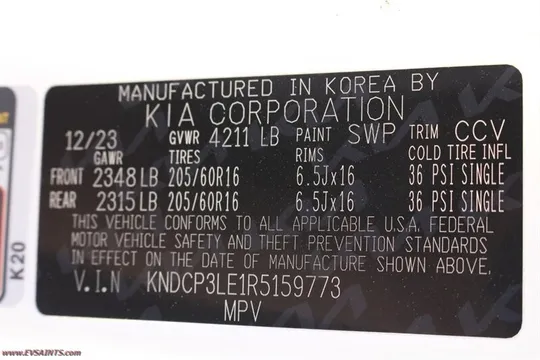 MANUFACTURED IN KOREA BY
KIA CORPORATION
12/23 GVWR 4211 LB PAINT SWP TRIM CCV
GAWR TIRES RIMS COLD TIRE INFL
FRONT 2348 LB 205/60R16 6.5Jx16 36 PSI SINGLE
REAR 2315 LB 205/60R16 6.5Jx16 36 PSI SINGLE
THIS VEHICLE CONFORMS TO ALL APPLICABLE U.S.A. FEDERAL
MOTOR VEHICLE SAFETY AND THEFT PREVENTION STANDARDS
IN EFFECT ON THE DATE OF MANUFACTURE SHOWN ABOVE.
V.I.N KNDCP3LE1R5159773
MPV
K20
www.EVSAINTS.com